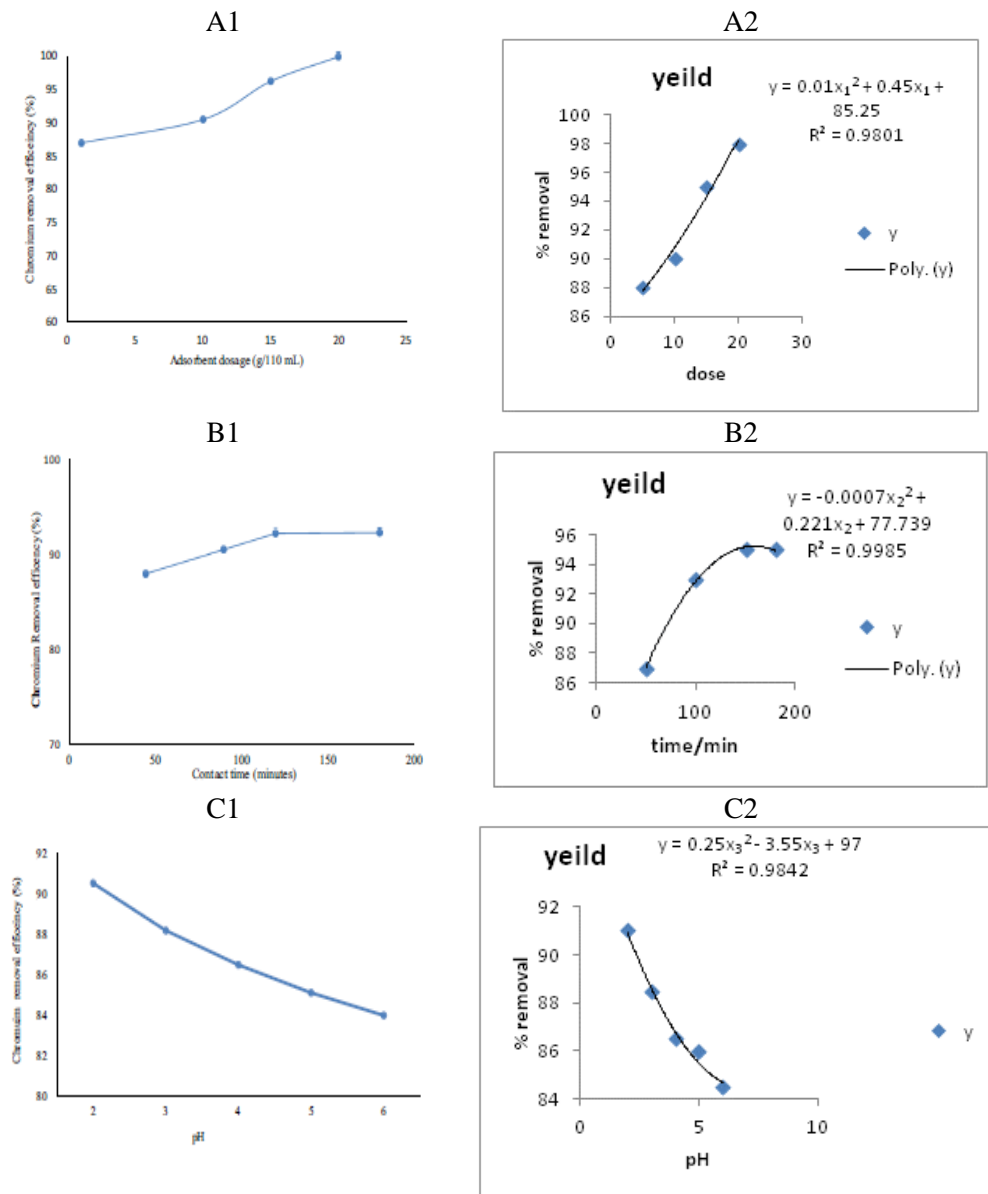 A1
100
95
90
85
80
75
70
65
60
0 5 10 15 20 25
Adsorbent dosage (g/110 mL)
Chromium removal efficeincy (%)
A2
yeild
y = 0.01x₁² + 0.45x₁ +
85.25
R² = 0.9801
100
98
96
94
92
90
88
86
0 10 20 30
dose
% removal
y
Poly. (y)
B1
100
90
80
70
0 50 100 150 200
Contact time (minutes)
Chromium Removal efficency (%)
B2
yeild
y = -0.0007x₂² +
0.221x₂ + 77.739
R² = 0.9985
96
94
92
90
88
86
0 100 200
time/min
% removal
y
Poly. (y)
C1
92
90
88
86
84
82
80
2 3 4 5 6
pH
Chromuim removal efficeincy (%)
C2
yeild
y = 0.25x₃² - 3.55x₃ + 97
R² = 0.9842
92
90
88
86
84
0 5 10
pH
% removal
y